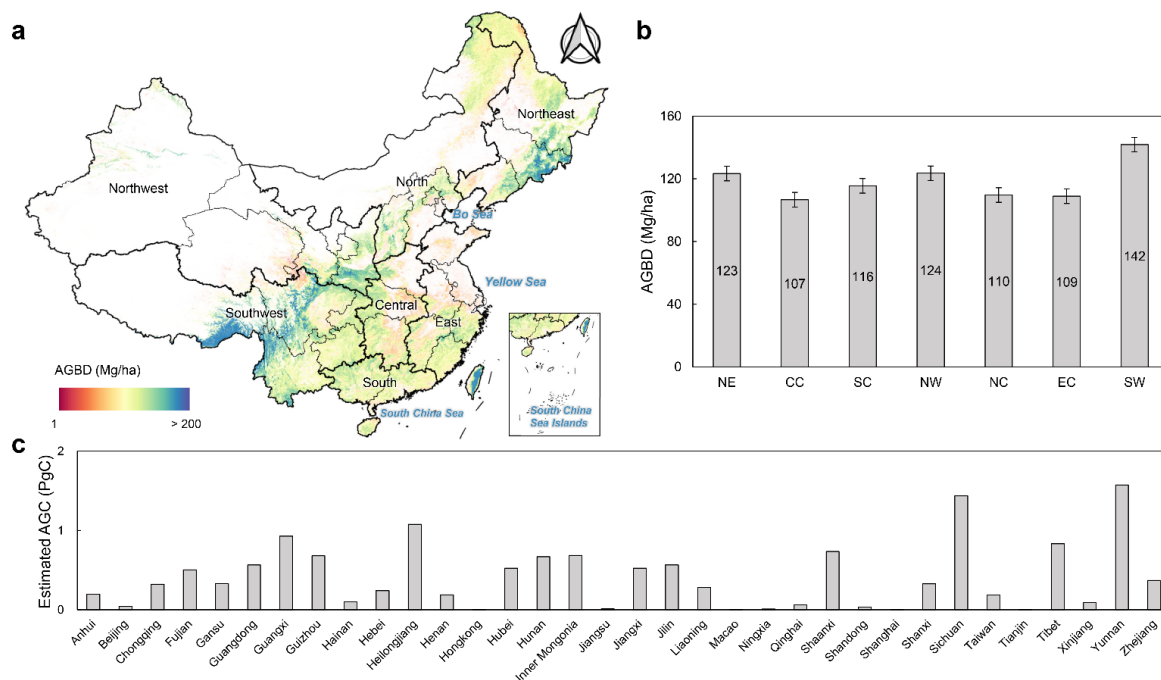 a
Northeast
Northwest
North
Bo Sea
Yellow Sea
Southwest
Central
East
South
South China Sea
South China
Sea Islands
AGBD (Mg/ha)
1
> 200
b
AGBD (Mg/ha)
160
120
80
40
0
123
107
116
124
110
109
142
NE
CC
SC
NW
NC
EC
SW
c
Estimated AGC (PgC)
2
1
0
Anhui
Beijing
Chongqing
Fujian
Gansu
Guangdong
Guangxi
Guizhou
Hainan
Hebei
Heilongjiang
Henan
Hongkong
Hubei
Hunan
Inner Mongonia
Jiangsu
Jiangxi
Jilin
Liaoning
Macao
Ningxia
Qinghai
Shaanxi
Shandong
Shanghai
Shanxi
Sichuan
Taiwan
Tianjin
Tibet
Xinjiang
Yunnan
Zhejiang